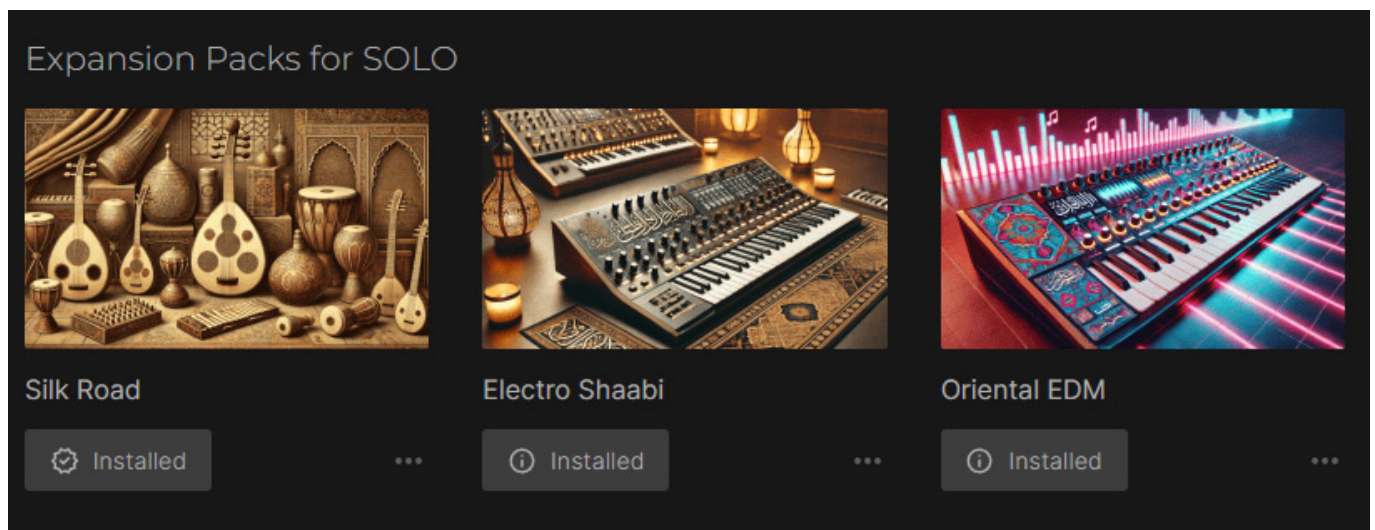 Expansion Packs for SOLO
Silk Road
Electro Shaabi
Oriental EDM
Installed
Installed
Installed